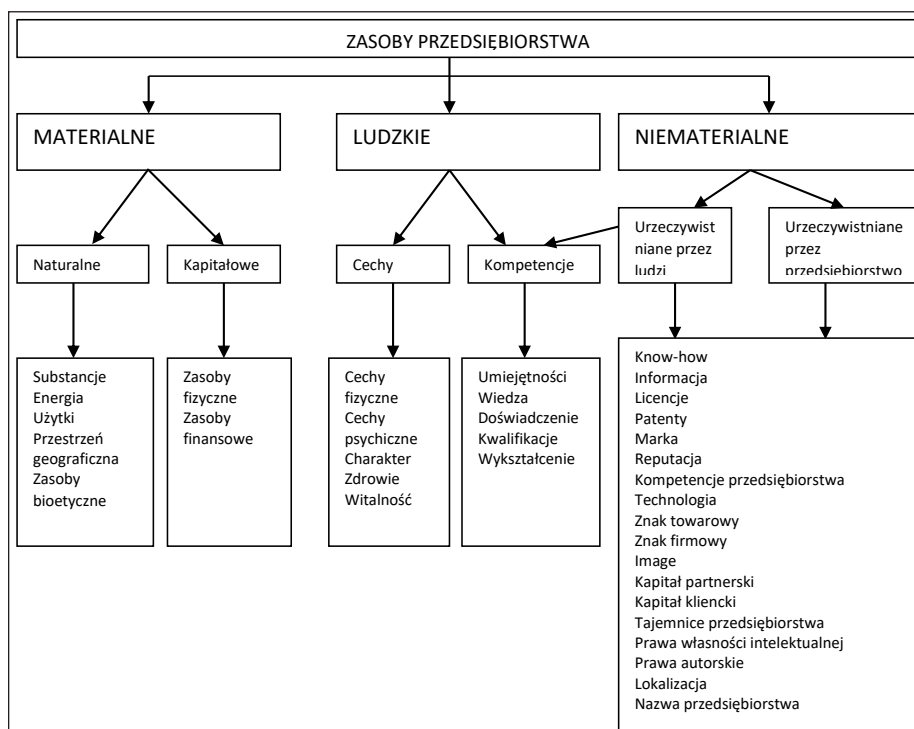 ZASOBY PRZEDSIĘBIORSTWA
MATERIALNE
LUDZKIE
NIEMATERIALNE
Naturalne
Kapitałowe
Cechy
Kompetencje
Urzeczywist
niane przez
ludzi
Urzeczywistniane
przez
przedsiębiorstwo
Substancje
Energia
Użytki
Przestrzeń
geograficzna
Zasoby
bioetyczne
Zasoby
fizyczne
Zasoby
finansowe
Cechy
fizyczne
Cechy
psychiczne
Charakter
Zdrowie
Witalność
Umiejętności
Wiedza
Doświadczenie
Kwalifikacje
Wykształcenie
Know-how
Informacja
Licencje
Patenty
Marka
Reputacja
Kompetencje przedsiębiorstwa
Technologia
Znak towarowy
Znak firmowy
Image
Kapitał partnerski
Kapitał kliencki
Tajemnice przedsiębiorstwa
Prawa własności intelektualnej
Prawa autorskie
Lokalizacja
Nazwa przedsiębiorstwa